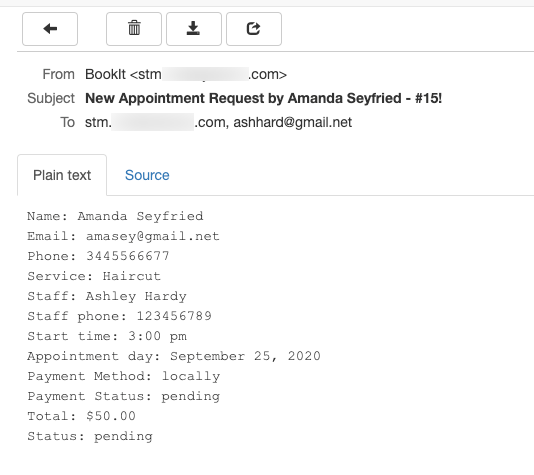 From BookIt <stm .com>
Subject New Appointment Request by Amanda Seyfried - #15!
To stm. .com, ashhard@gmail.net
Plain text Source
Name: Amanda Seyfried
Email: amasey@gmail.net
Phone: 3445566677
Service: Haircut
Staff: Ashley Hardy
Staff phone: 123456789
Start time: 3:00 pm
Appointment day: September 25, 2020
Payment Method: locally
Payment Status: pending
Total: $50.00
Status: pending